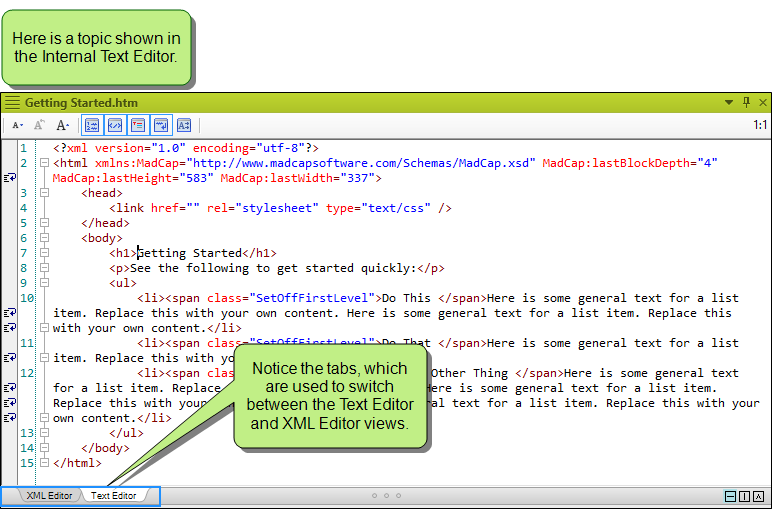 Here is a topic shown in
the Internal Text Editor.
Getting Started.htm
A A A 1:1
1 <?xml version="1.0" encoding="utf-8"?>
2 <html xmlns:MadCap="http://www.madcapsoftware.com/Schemas/MadCap.xsd" MadCap:lastBlockDepth="4"
MadCap:lastHeight="583" MadCap:lastWidth="337">
3 <head>
4 <link href="" rel="stylesheet" type="text/css" />
5 </head>
6 <body>
7 <h1>Getting Started</h1>
8 <p>See the following to get started quickly:</p>
9 <ul>
10 <li><span class="SetOffFirstLevel">Do This </span>Here is some general text for a list
item. Replace this with your own content. Here is some general text for a list item. Replace this
with your own content.</li>
11 <li><span class="SetOffFirstLevel">Do That </span>Here is some general text for a list
item. Replace this with yo
12 <li><span class="S Other Thing </span>Here is some general text
for a list item. Replace Here is some general text for a list item.
Replace this with your ral text for a list item. Replace this with your
own content.</li>
13 </ul>
14 </body>
15 </html>
Notice the tabs, which
are used to switch
between the Text Editor
and XML Editor views.
XML Editor Text Editor